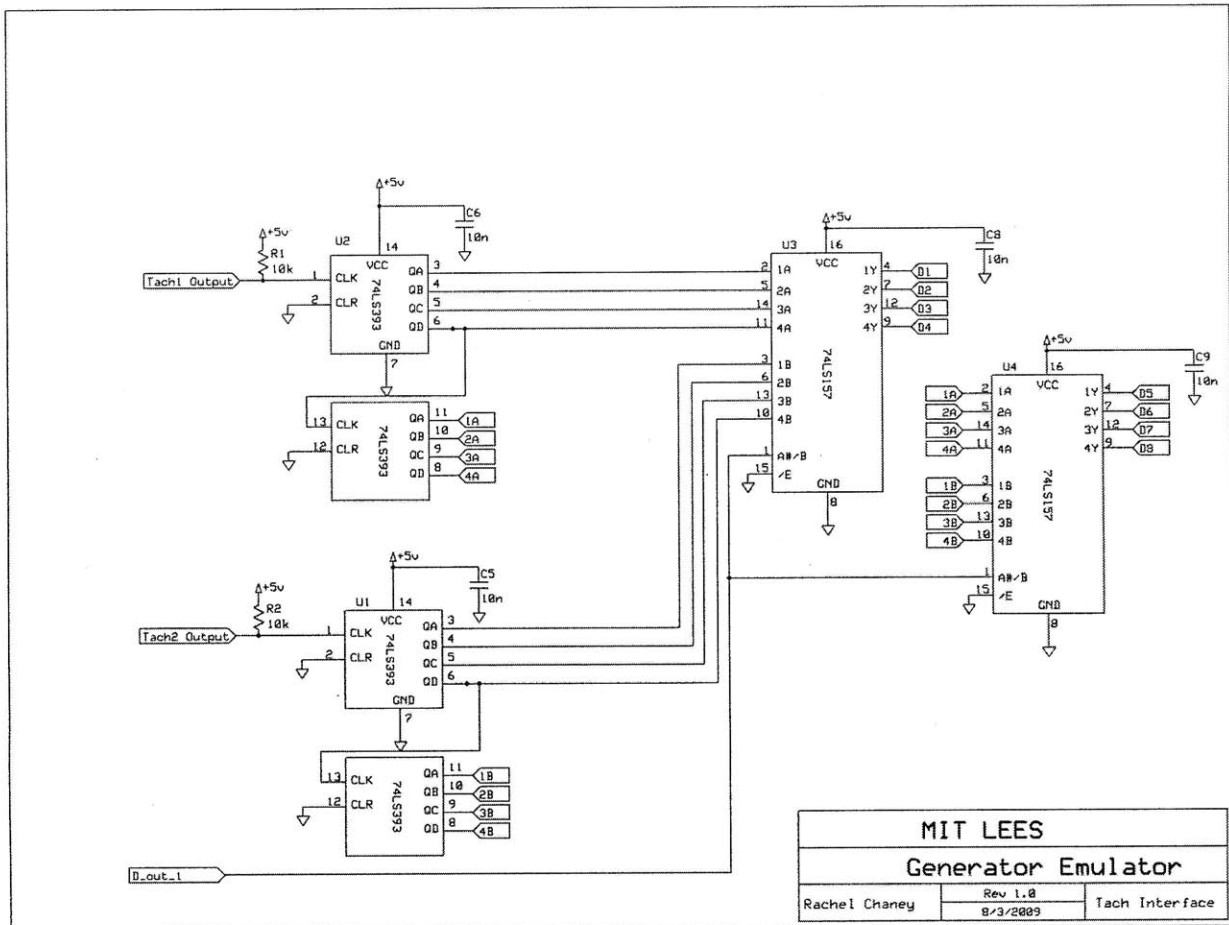 +5v
C6
10n
+5v
R1
10k
U2
14
VCC
Tach1 Output
1 CLK
2 CLR
74LS393
QA 3
QB 4
QC 5
QD 6
GND
7
13 CLK
12 CLR
74LS393
QA 11 1A
QB 10 2A
QC 9 3A
QD 8 4A
+5v
C8
10n
U3
16
VCC
2 1A
5 2A
14 3A
11 4A
3 1B
6 2B
13 3B
10 4B
1 A#/B
15 /E
74LS157
1Y 4 D1
2Y 7 D2
3Y 12 D3
4Y 9 D4
GND
8
+5v
C9
10n
U4
16
VCC
1A 2 1A
2A 5 2A
3A 14 3A
4A 11 4A
1B 3 1B
2B 6 2B
3B 13 3B
4B 10 4B
1 A#/B
15 /E
74LS157
1Y 4 D5
2Y 7 D6
3Y 12 D7
4Y 9 D8
GND
8
+5v
C5
10n
+5v
R2
10k
U1
14
VCC
Tach2 Output
1 CLK
2 CLR
74LS393
QA 3
QB 4
QC 5
QD 6
GND
7
13 CLK
12 CLR
74LS393
QA 11 1B
QB 10 2B
QC 9 3B
QD 8 4B
D_out_1
MIT LEES
Generator Emulator
Rachel Chaney
Rev 1.0
8/3/2009
Tach Interface